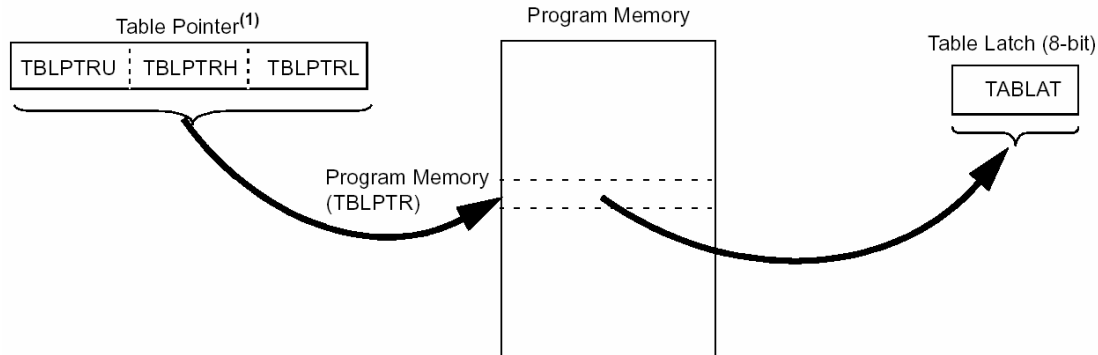 Table Pointer(1)
TBLPTRU TBLPTRH TBLPTRL
Program Memory
Table Latch (8-bit)
TABLAT
Program Memory
(TBLPTR)